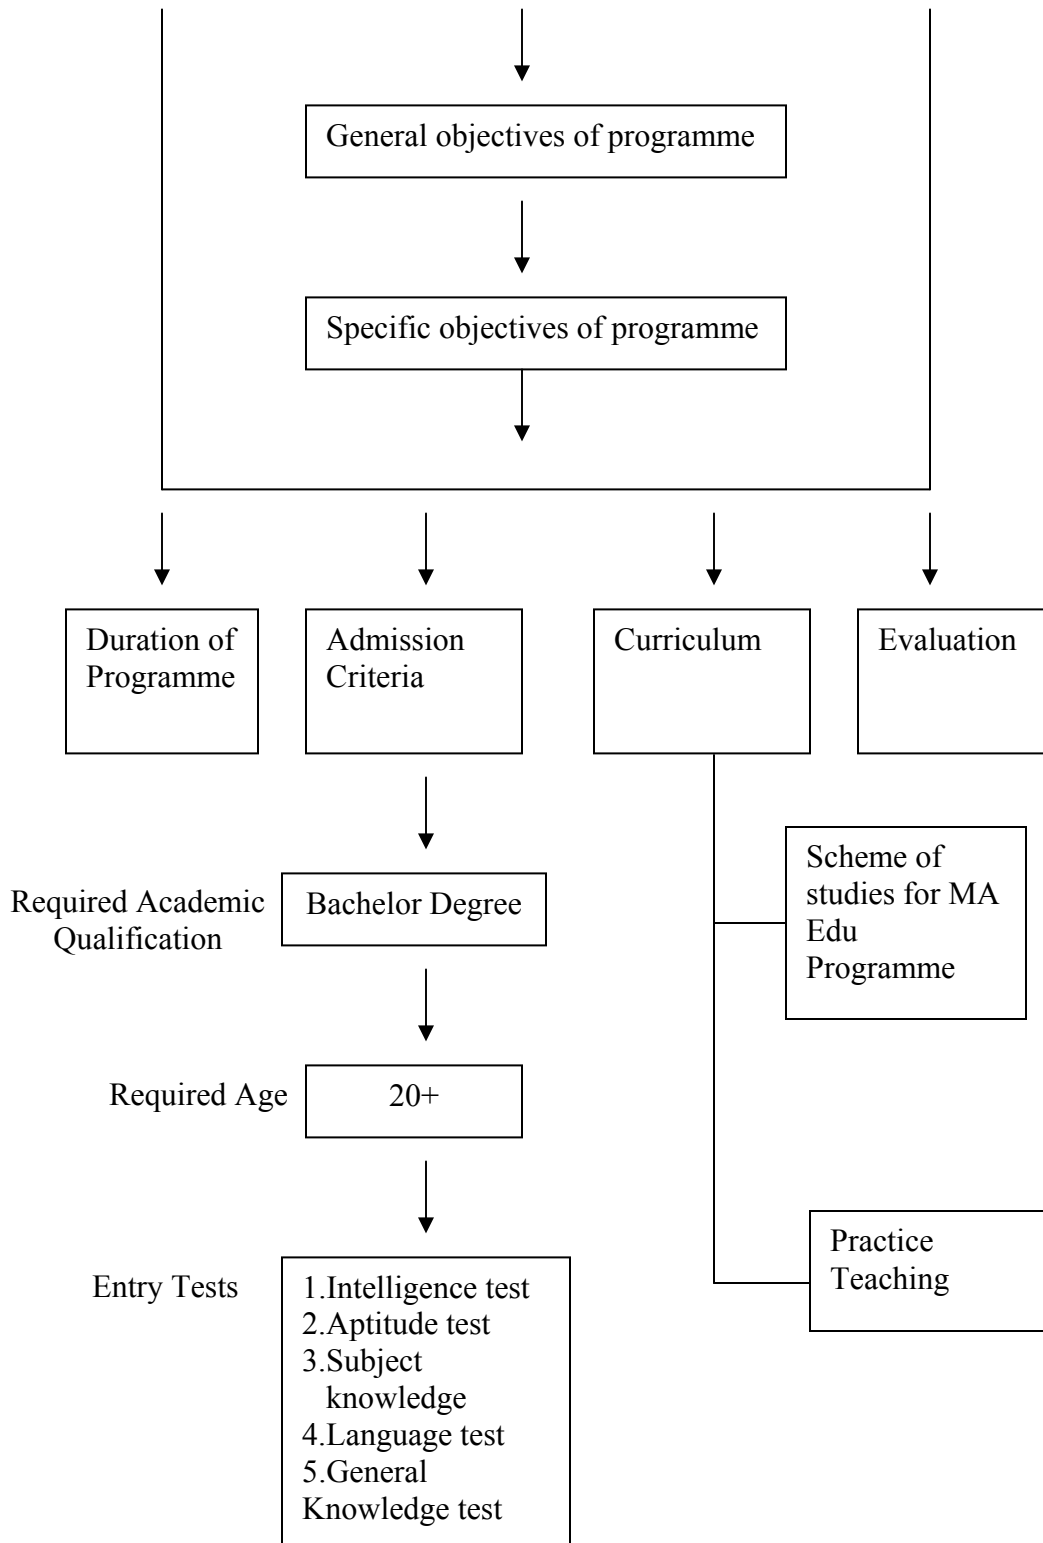 General objectives of programme
Specific objectives of programme
Duration of
Programme
Admission
Criteria
Curriculum
Evaluation
Required Academic
Qualification
Bachelor Degree
Scheme of
studies for MA
Edu
Programme
Required Age
20+
Practice
Teaching
Entry Tests
1.Intelligence test
2.Aptitude test
3.Subject
knowledge
4.Language test
5.General
Knowledge test